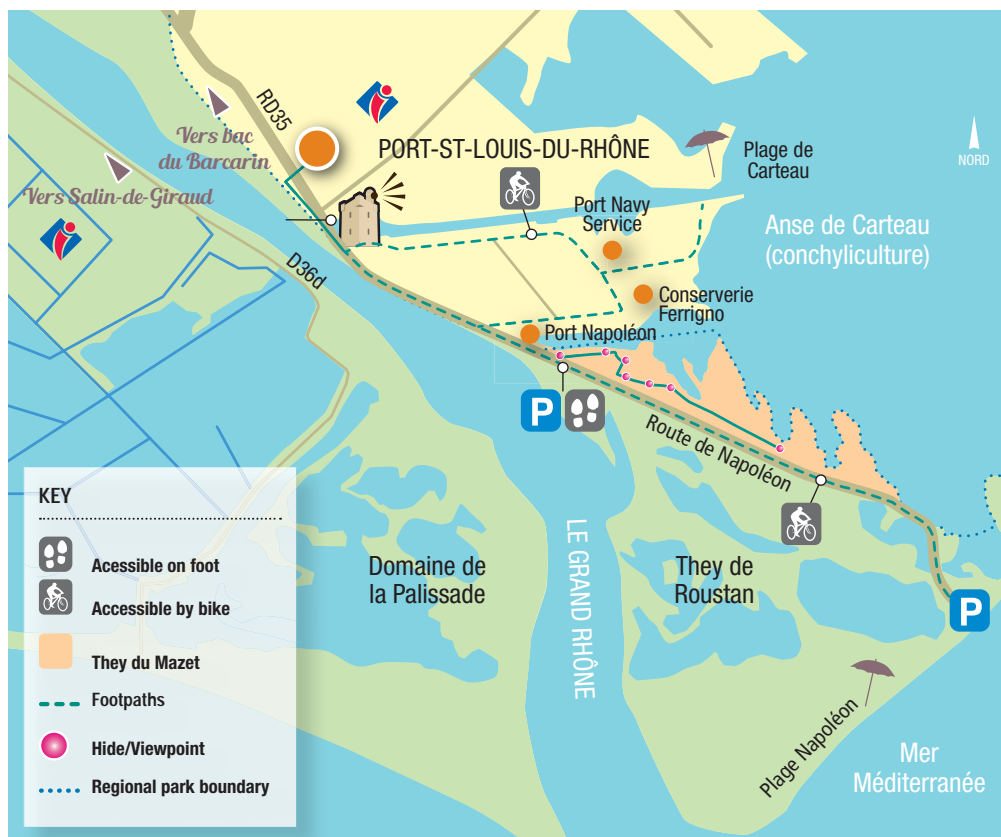 RD35
Vers bac
du Barcarin
PORT-ST-LOUIS-DU-RHÔNE
Plage de
Carteau
NORD
Vers Salin-de-Giraud
Port Navy
Service
Anse de Carteau
(conchyliculture)
D36d
Conserverie
Ferrigno
Port Napoléon
P
Route de Napoléon
KEY
Acessible on foot
Accessible by bike
They du Mazet
Footpaths
Hide/Viewpoint
Regional park boundary
Domaine de
la Palissade
LE GRAND RHÔNE
They de
Roustan
P
Plage Napoléon
Mer
Méditerranée